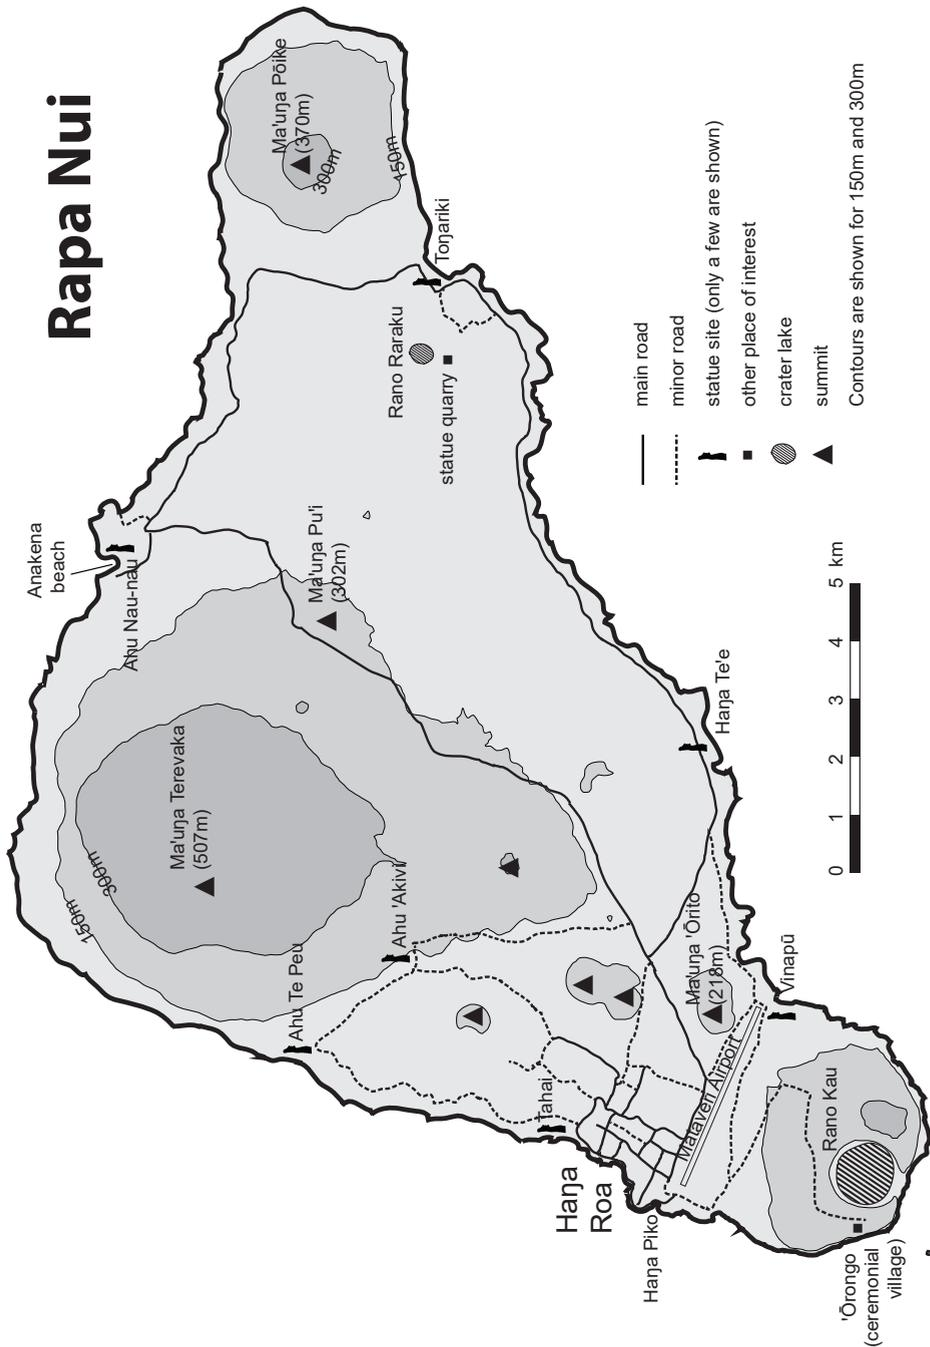 Rapa Nui
Anakena
beach
Ahu Nau-nau
Ma'uŋa Terevaka
(507m)
300m
150m
Ahu Te Peu
Ahu 'Akivi
Ma'uŋa Pu'i
(302m)
Ma'uŋa Pōike
(370m)
300m
150m
Toŋariki
Rano Raraku
statue quarry
Haŋa Te'e
Ma'uŋa 'Ōrito
(218m)
Vinapū
Mataveri Airport
Tahai
Haŋa
Roa
Haŋa Piko
Rano Kau
'Ōrongo
(ceremonial
village)
main road
minor road
statue site (only a few are shown)
other place of interest
crater lake
summit
Contours are shown for 150m and 300m
0 1 2 3 4 5 km